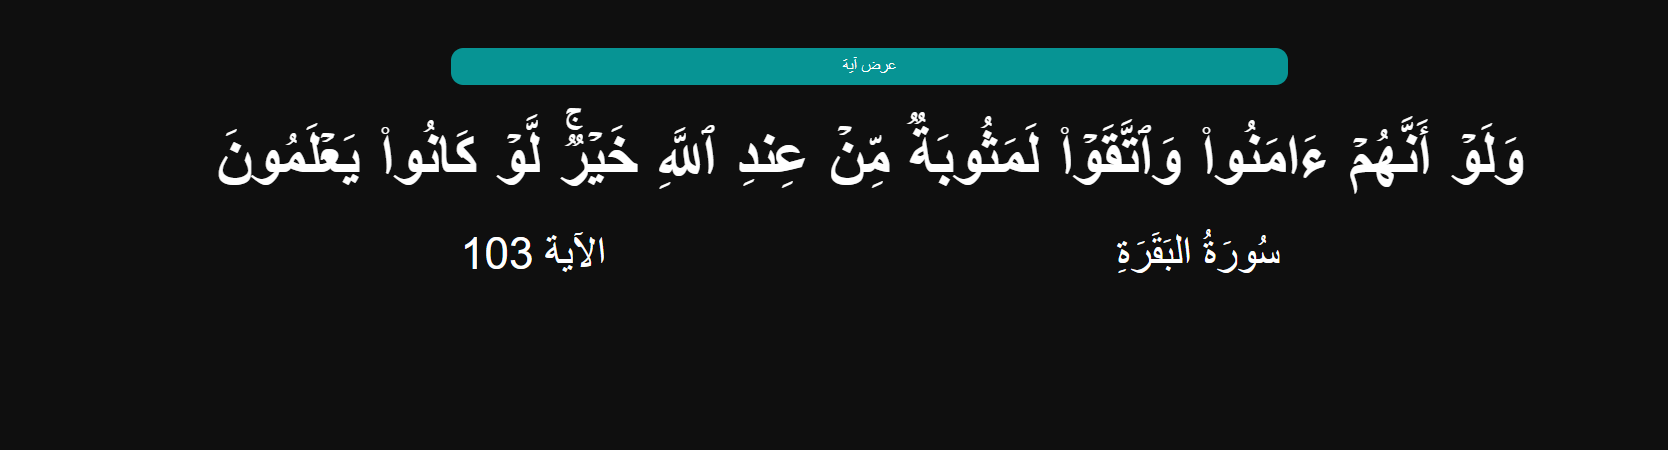 عرض آية
وَلَوۡ أَنَّهُمۡ ءَامَنُواْ وَٱتَّقَوۡاْ لَمَثُوبَةٞ مِّنۡ عِندِ ٱللَّهِ خَيۡرٞۚ لَّوۡ كَانُواْ يَعۡلَمُونَ
سُورَةُ البَقَرَةِ الآية 103